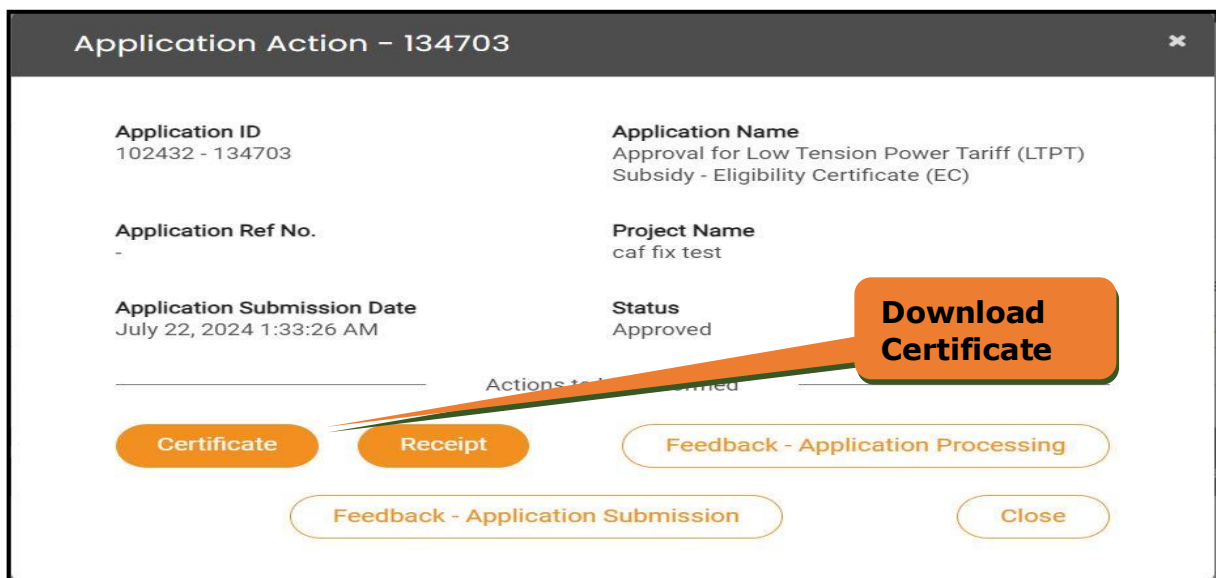 Application Action - 134703
Application ID
102432 - 134703
Application Name
Approval for Low Tension Power Tariff (LTPT)
Subsidy - Eligibility Certificate (EC)
Application Ref No.
-
Project Name
caf fix test
Application Submission Date
July 22, 2024 1:33:26 AM
Status
Approved
Download
Certificate
Actions
Certificate
Receipt
Feedback - Application Processing
Feedback - Application Submission
Close